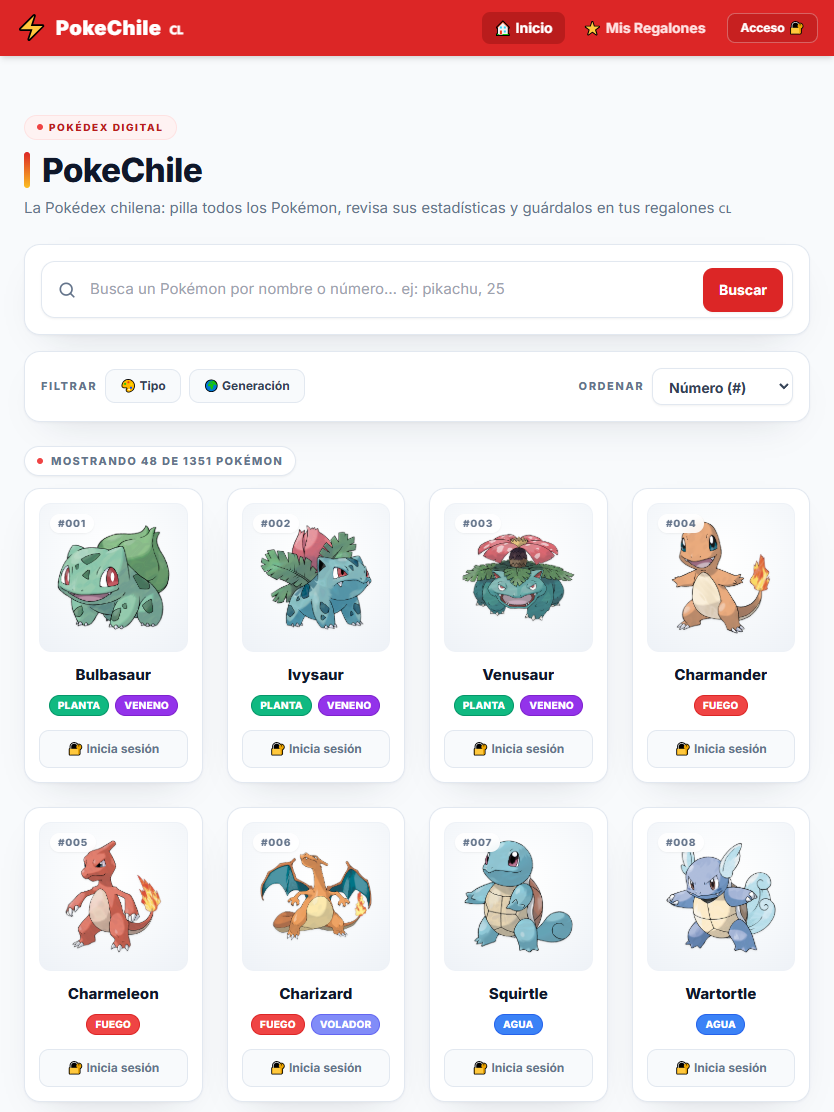 ⚡ PokeChile 🇨🇱
🏠 Inicio
⭐ Mis Regalones
Acceso 🔐
POKÉDEX DIGITAL
PokeChile
La Pokédex chilena: pilla todos los Pokémon, revisa sus estadísticas y guárdalos en tus regalones 🇨🇱
Busca un Pokémon por nombre o número... ej: pikachu, 25
Buscar
FILTRAR
🎨 Tipo
🌍 Generación
ORDENAR
Número (#)
MOSTRANDO 48 DE 1351 POKÉMON
#001
Bulbasaur
PLANTA VENENO
🔐 Inicia sesión
#002
Ivysaur
PLANTA VENENO
🔐 Inicia sesión
#003
Venusaur
PLANTA VENENO
🔐 Inicia sesión
#004
Charmander
FUEGO
🔐 Inicia sesión
#005
Charmeleon
FUEGO
🔐 Inicia sesión
#006
Charizard
FUEGO VOLADOR
🔐 Inicia sesión
#007
Squirtle
AGUA
🔐 Inicia sesión
#008
Wartortle
AGUA
🔐 Inicia sesión